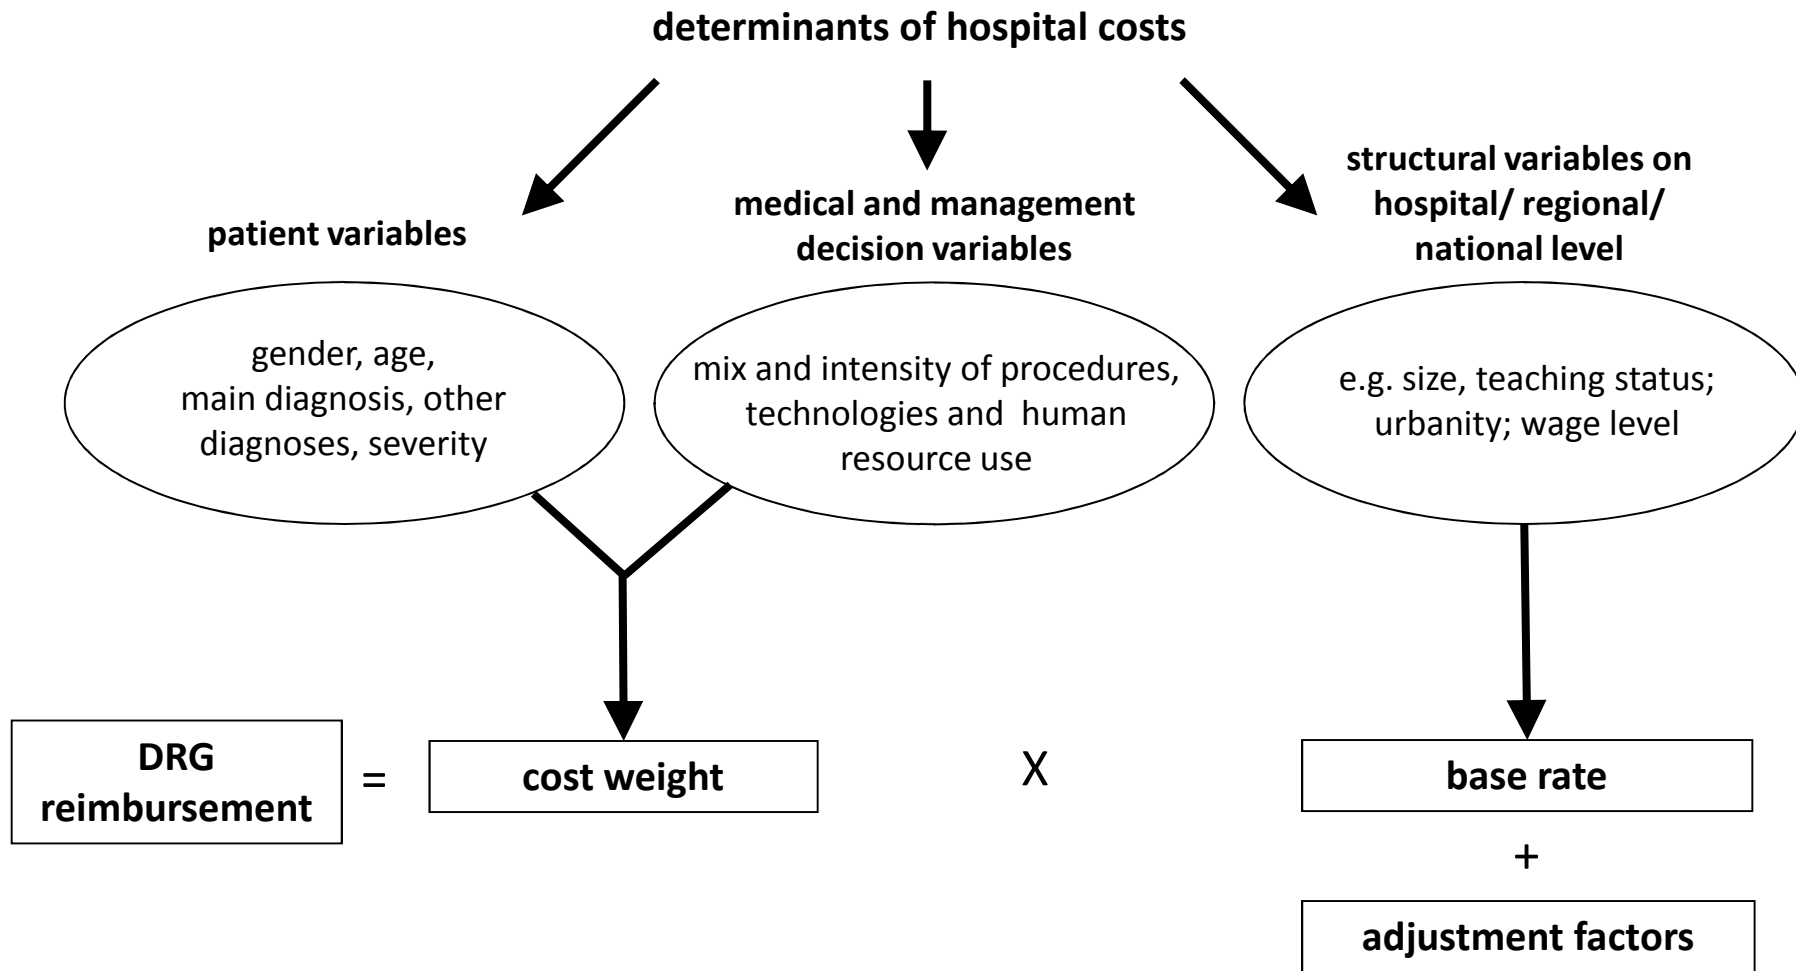 determinants of hospital costs
patient variables
medical and management
decision variables
structural variables on
hospital/ regional/
national level
gender, age,
main diagnosis, other
diagnoses, severity
mix and intensity of procedures,
technologies and human
resource use
e.g. size, teaching status;
urbanity; wage level
DRG
reimbursement
=
cost weight
X
base rate
+
adjustment factors